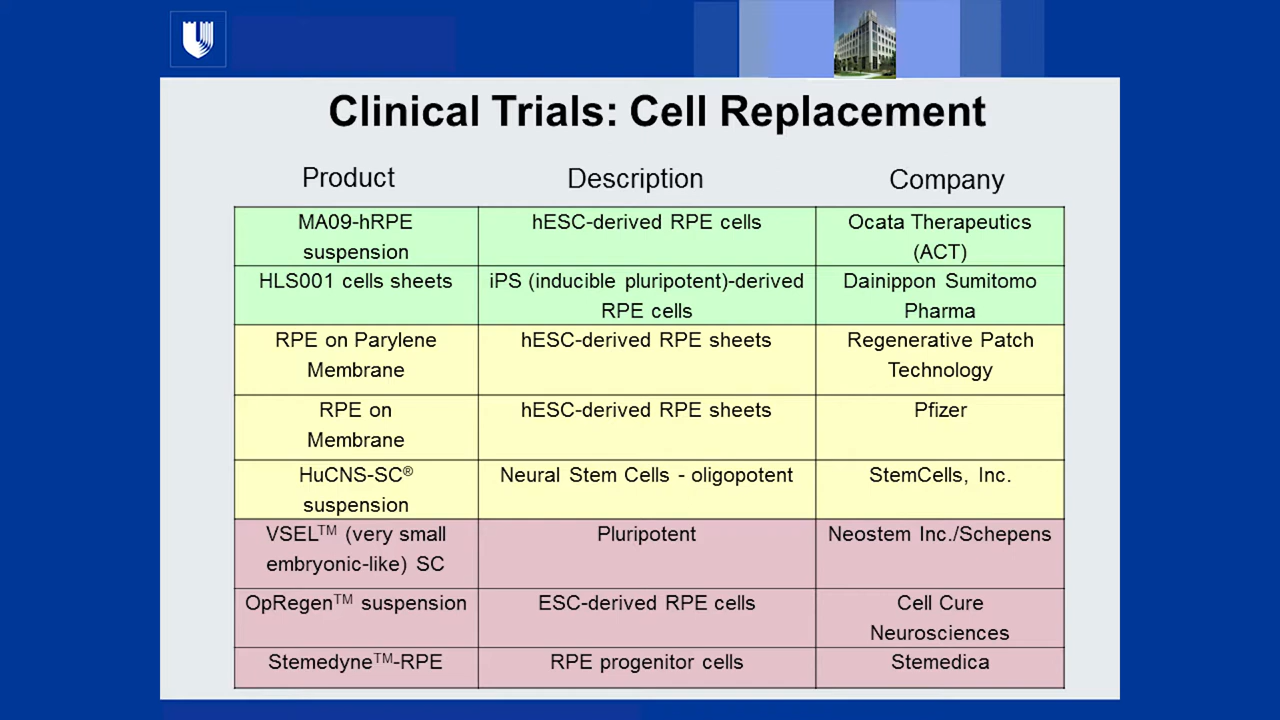 Clinical Trials: Cell Replacement
Product Description Company
MA09-hRPE
suspension
hESC-derived RPE cells
Ocata Therapeutics
(ACT)
HLS001 cells sheets
iPS (inducible pluripotent)-derived
RPE cells
Dainippon Sumitomo
Pharma
RPE on Parylene
Membrane
hESC-derived RPE sheets
Regenerative Patch
Technology
RPE on
Membrane
hESC-derived RPE sheets
Pfizer
HuCNS-SC®
suspension
Neural Stem Cells - oligopotent
StemCells, Inc.
VSEL™ (very small
embryonic-like) SC
Pluripotent
Neostem Inc./Schepens
OpRegen™ suspension
ESC-derived RPE cells
Cell Cure
Neurosciences
Stemedyne™-RPE
RPE progenitor cells
Stemedica